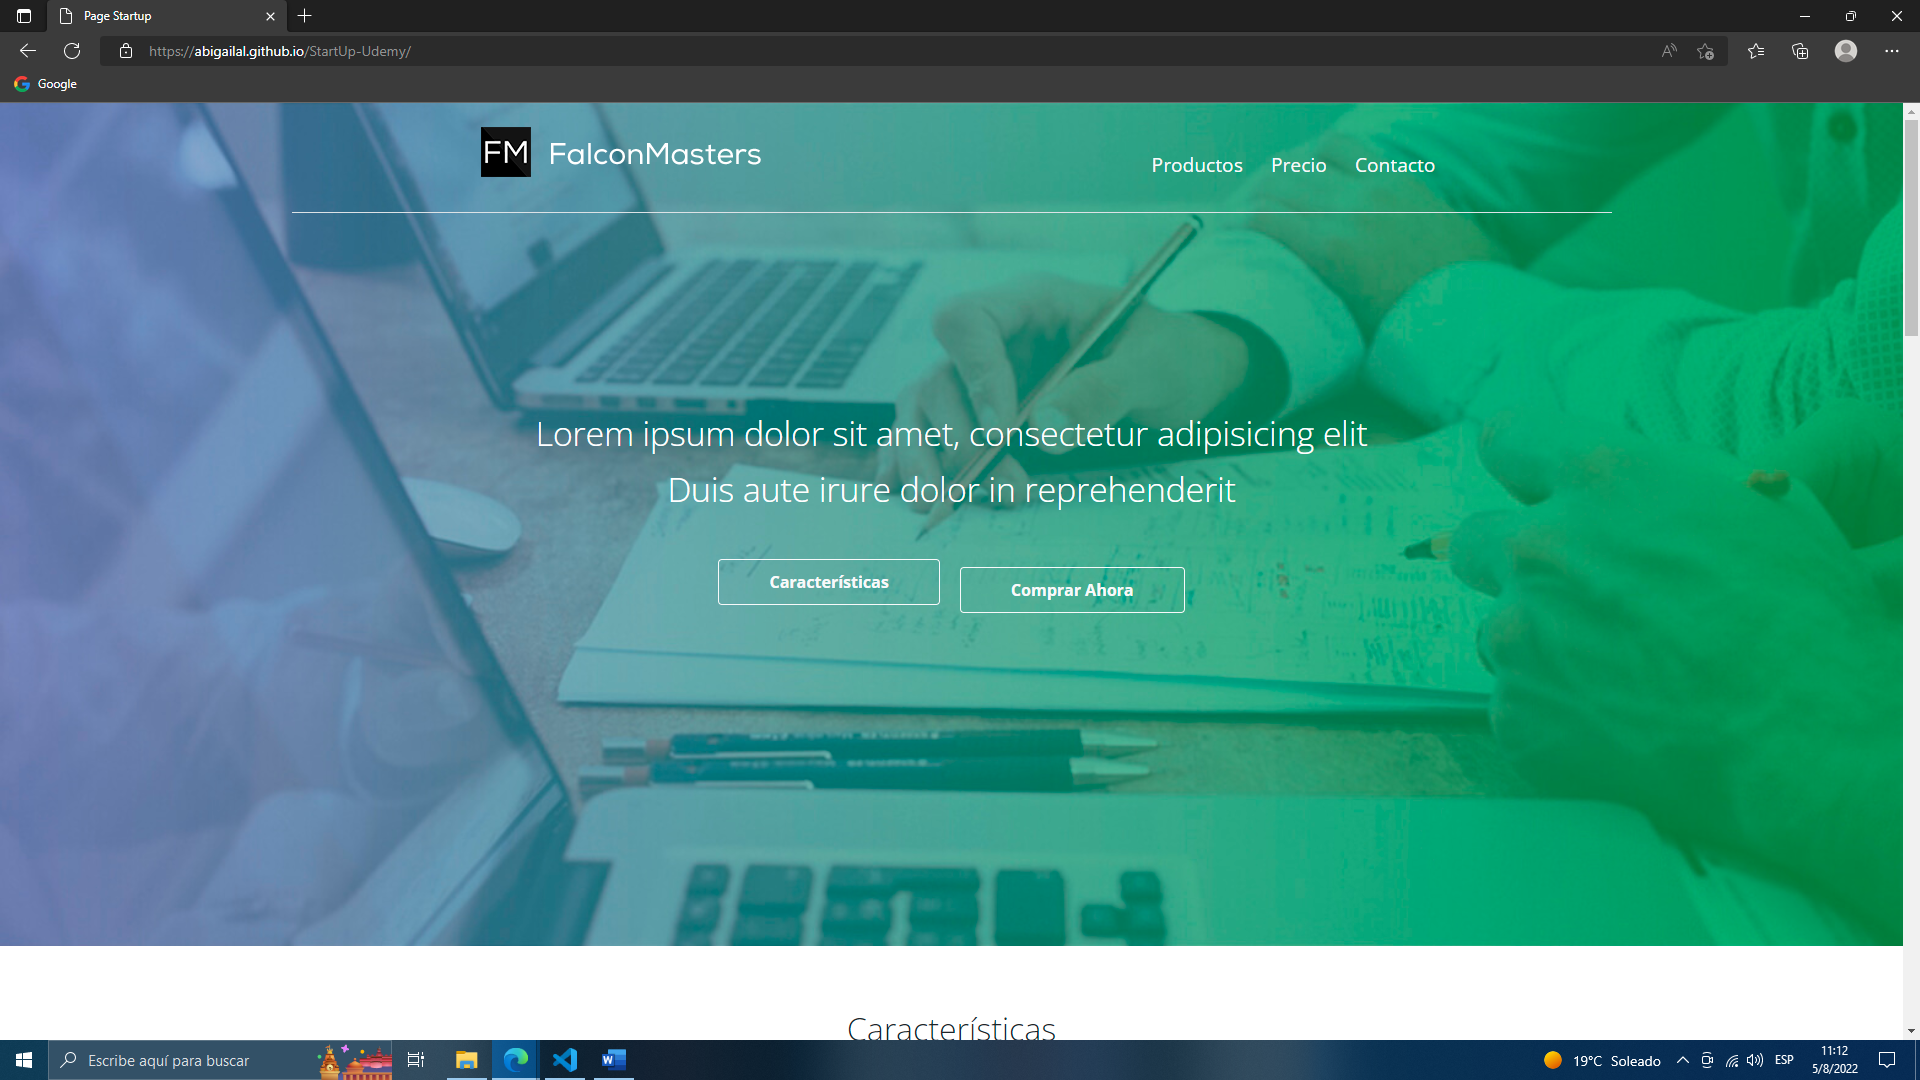 Page Startup
https://abigailal.github.io/StartUp-Udemy/
Google
FM FalconMasters
Productos Precio Contacto
Lorem ipsum dolor sit amet, consectetur adipisicing elit
Duis aute irure dolor in reprehenderit
Características
Comprar Ahora
Características
Escribe aquí para buscar
19°C Soleado
ESP
11:12
5/8/2022